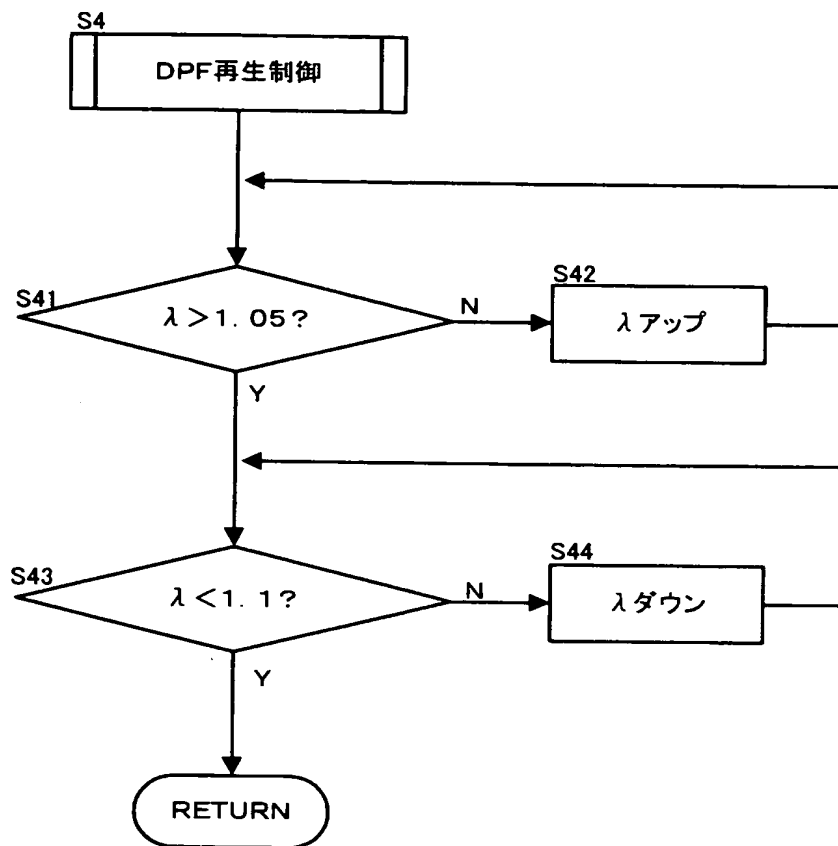 S4
DPF再生制御
S41
λ>1.05?
N
S42
λアップ
Y
S43
λ<1.1?
N
S44
λダウン
Y
RETURN